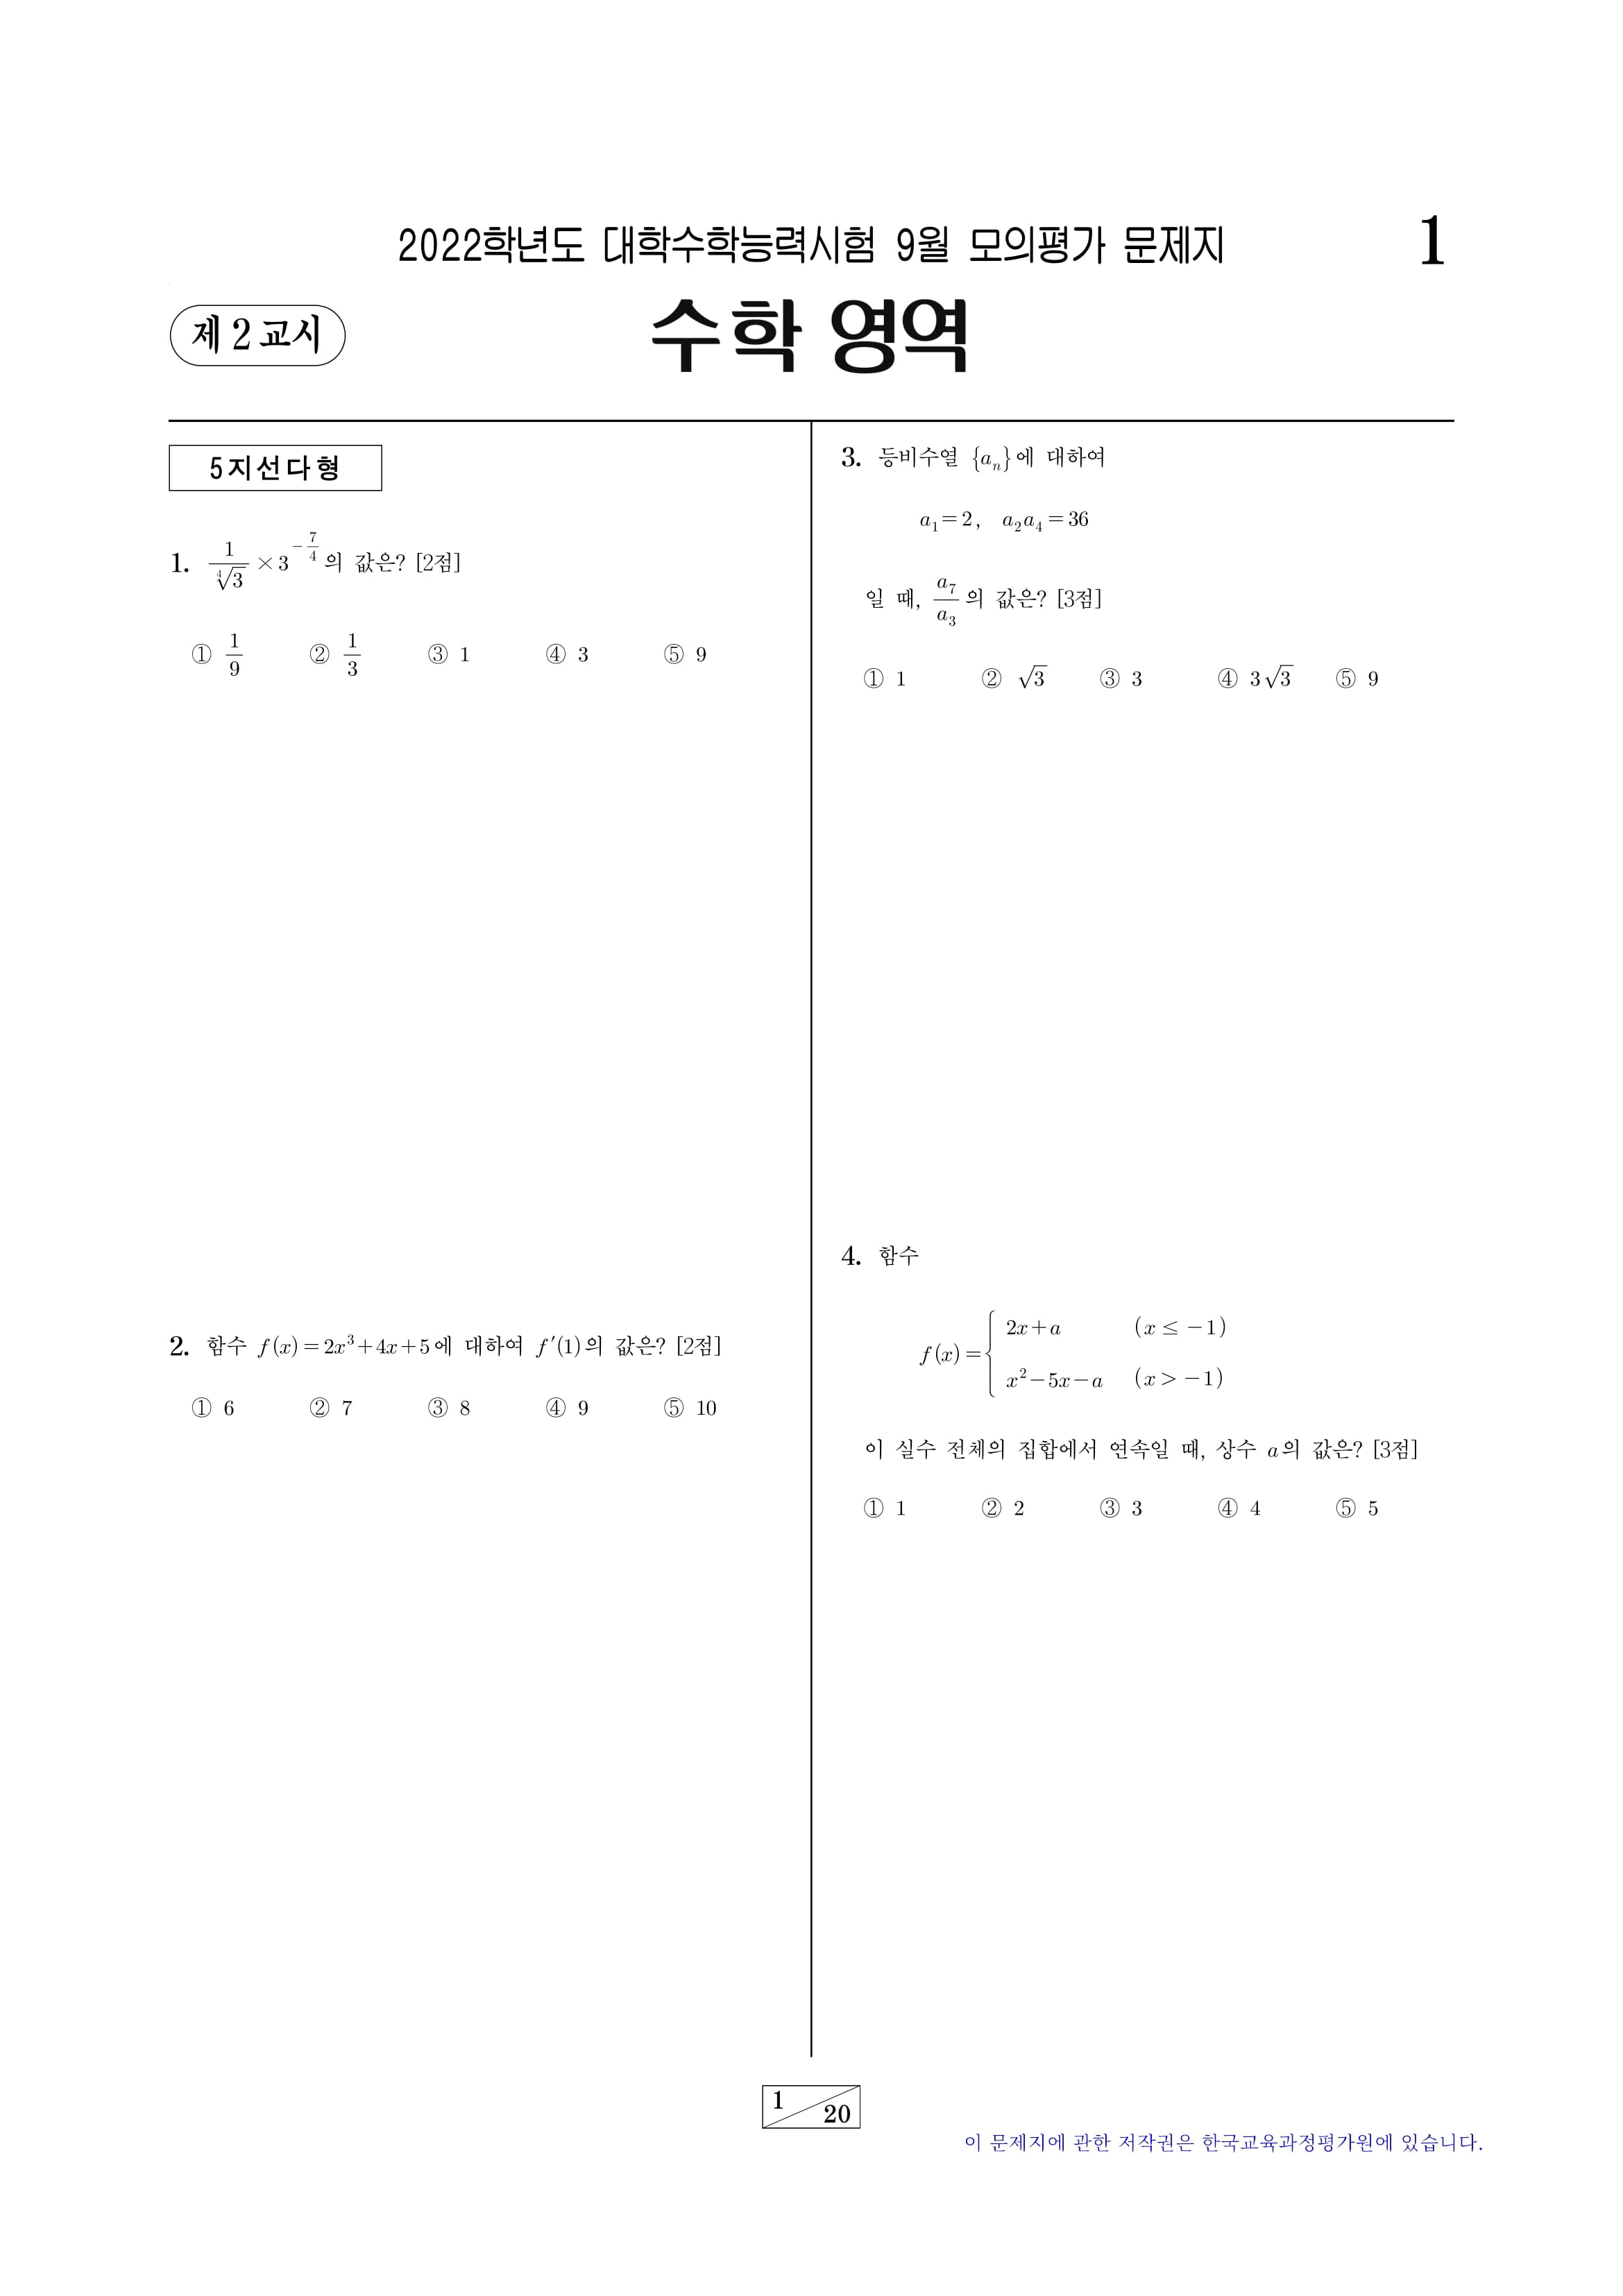 2022학년도 대학수학능력시험 9월 모의평가 문제지
1
제 2 교시
수학 영역
5지선다형
1. $\frac{1}{\sqrt[4]{3}} \times 3^{-\frac{7}{4}}$의 값은? [2점]
① $\frac{1}{9}$ ② $\frac{1}{3}$ ③ 1 ④ 3 ⑤ 9
2. 함수 $f(x)=2x^3+4x+5$에 대하여 $f'(1)$의 값은? [2점]
① 6 ② 7 ③ 8 ④ 9 ⑤ 10
3. 등비수열 $\{a_n\}$에 대하여
$a_1=2, \quad a_2a_4=36$
일 때, $\frac{a_7}{a_3}$의 값은? [3점]
① 1 ② $\sqrt{3}$ ③ 3 ④ $3\sqrt{3}$ ⑤ 9
4. 함수
$f(x)=\begin{cases} 2x+a & (x \le -1) \\ x^2-5x-a & (x > -1) \end{cases}$
이 실수 전체의 집합에서 연속일 때, 상수 $a$의 값은? [3점]
① 1 ② 2 ③ 3 ④ 4 ⑤ 5
1
20
이 문제지에 관한 저작권은 한국교육과정평가원에 있습니다.